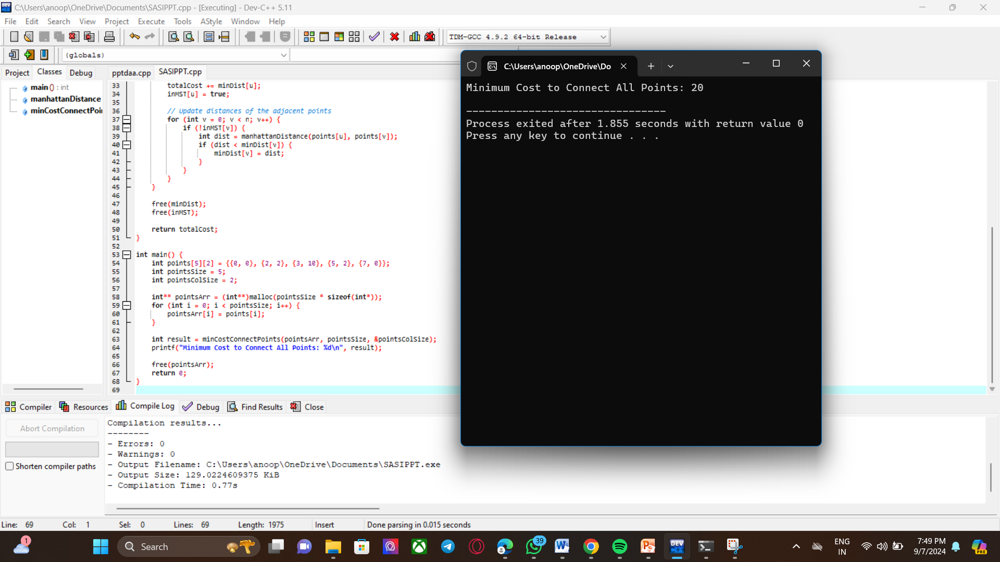 C:\Users\anoop\OneDrive\Documents\SASIPPT.cpp - [Executing] - Dev-C++ 5.11
File Edit Search View Project Execute Tools AStyle Window Help
TDM-GCC 4.9.2 64-bit Release
(globals)
Project Classes Debug
pptdaa.cpp SASIPPT.cpp
main () : int
manhattanDistance
minCostConnectPoi
33 totalCost += minDist[u];
34 inMST[u] = true;
35
36 // Update distances of the adjacent points
37 for (int v = 0; v < n; v++) {
38 if (!inMST[v]) {
39 int dist = manhattanDistance(points[u], points[v]);
40 if (dist < minDist[v]) {
41 minDist[v] = dist;
42 }
43 }
44 }
45 }
46
47 free(minDist);
48 free(inMST);
49
50 return totalCost;
51 }
52
53 int main() {
54 int points[5][2] = {{0, 0}, {2, 2}, {3, 10}, {5, 2}, {7, 0}};
55 int pointsSize = 5;
56 int pointsColSize = 2;
57
58 int** pointsArr = (int**)malloc(pointsSize * sizeof(int*));
59 for (int i = 0; i < pointsSize; i++) {
60 pointsArr[i] = points[i];
61 }
62
63 int result = minCostConnectPoints(pointsArr, pointsSize, &pointsColSize);
64 printf("Minimum Cost to Connect All Points: %d\n", result);
65
66 free(pointsArr);
67 return 0;
68 }
69
C:\Users\anoop\OneDrive\Do
Minimum Cost to Connect All Points: 20
--------------------------------
Process exited after 1.855 seconds with return value 0
Press any key to continue . . .
Compiler Resources Compile Log Debug Find Results Close
Abort Compilation
Shorten compiler paths
Compilation results...
--------
- Errors: 0
- Warnings: 0
- Output Filename: C:\Users\anoop\OneDrive\Documents\SASIPPT.exe
- Output Size: 129.0224609375 KiB
- Compilation Time: 0.77s
Line: 69 Col: 1 Sel: 0 Lines: 69 Length: 1975 Insert Done parsing in 0.015 seconds
1
Search
39
DEV
ENG
IN
7:49 PM
9/7/2024
PRE